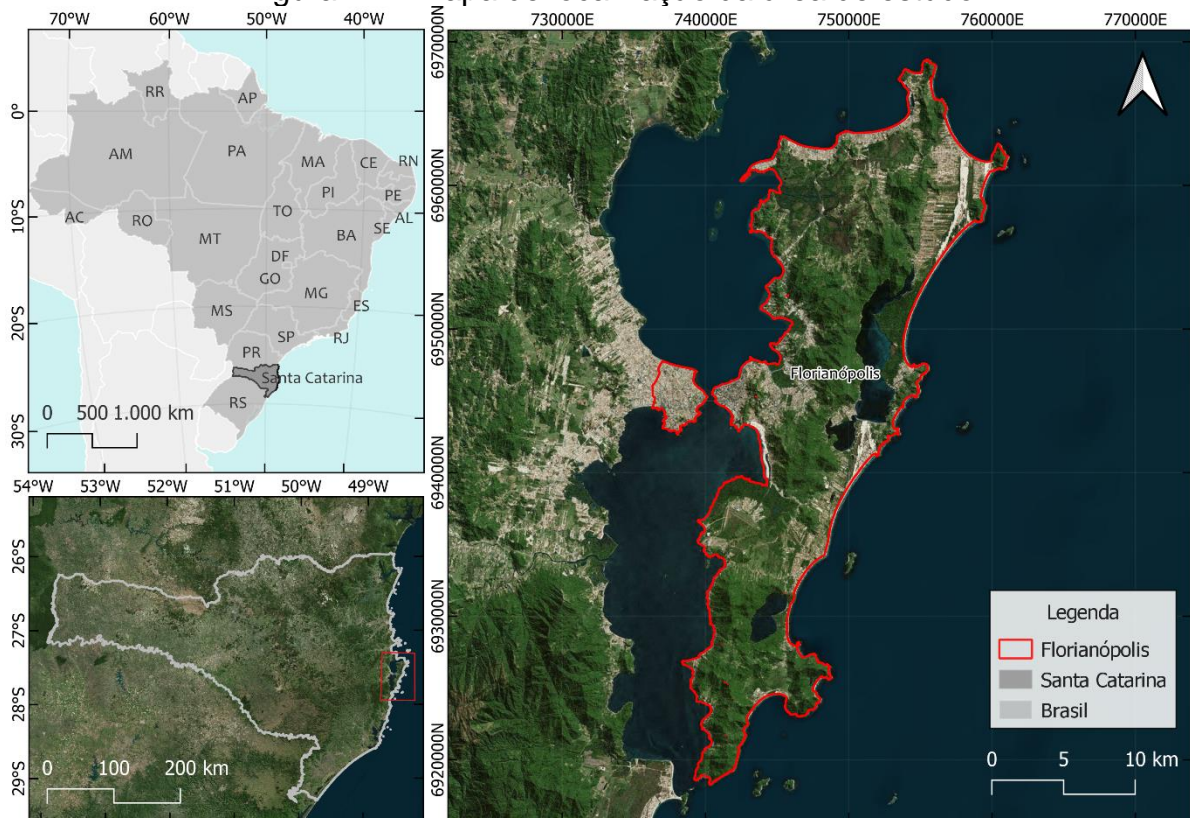 730000E 740000E 750000E 760000E 770000E
70°W 60°W 50°W 40°W
0°
10°S
20°S
30°S
RR
AP
AM
PA
MA
CE
RN
PI
PE
AC
RO
TO
AL
SE
MT
BA
DF
GO
MG
MS
ES
SP
RJ
PR
Santa Catarina
RS
0 500 1.000 km
54°W 53°W 52°W 51°W 50°W 49°W
26°S
27°S
28°S
29°S
0 100 200 km
6970000N
6960000N
6950000N
6940000N
6930000N
6920000N
Florianópolis
Legenda
Florianópolis
Santa Catarina
Brasil
0 5 10 km